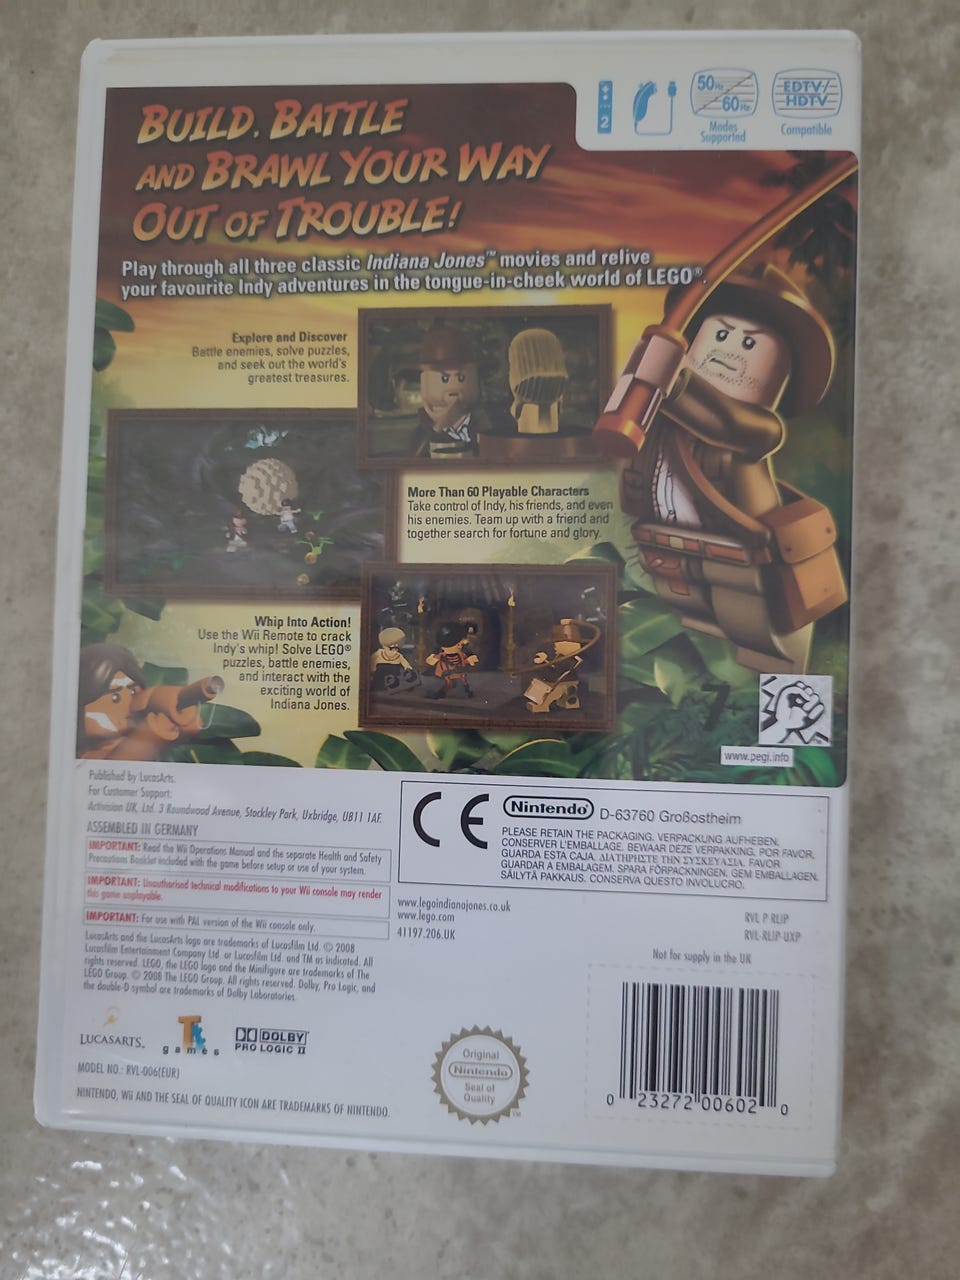 BUILD, BATTLE
AND BRAWL YOUR WAY
OUT OF TROUBLE!
Play through all three classic Indiana Jones™ movies and relive
your favourite Indy adventures in the tongue-in-cheek world of LEGO®.
2
50Hz
60Hz
Modes
Supported
EDTV/
HDTV
Compatible
Explore and Discover
Battle enemies, solve puzzles,
and seek out the world's
greatest treasures.
More Than 60 Playable Characters
Take control of Indy, his friends, and even
his enemies. Team up with a friend and
together search for fortune and glory.
Whip Into Action!
Use the Wii Remote to crack
Indy's whip! Solve LEGO®
puzzles, battle enemies,
and interact with the
exciting world of
Indiana Jones.
7
www.pegi.info
Published by LucasArts.
For Customer Support:
Activision UK, Ltd. 3 Roundwood Avenue, Stockley Park, Uxbridge, UB11 1AF.
ASSEMBLED IN GERMANY
IMPORTANT: Read the Wii Operations Manual and the separate Health and Safety
Precautions Booklet included with the game before setup or use of your system.
IMPORTANT: Unauthorised technical modifications to your Wii console may render
this game unplayable.
IMPORTANT: For use with PAL version of the Wii console only.
LucasArts and the LucasArts logo are trademarks of Lucasfilm Ltd. © 2008
Lucasfilm Entertainment Company Ltd. or Lucasfilm Ltd. and TM as indicated. All
rights reserved. LEGO, the LEGO logo and the Minifigure are trademarks of The
LEGO Group. © 2008 The LEGO Group. All rights reserved. Dolby, Pro Logic, and
the double-D symbol are trademarks of Dolby Laboratories.
CE
Nintendo®
D-63760 Großostheim
PLEASE RETAIN THE PACKAGING. VERPACKUNG AUFHEBEN.
CONSERVER L'EMBALLAGE. BEWAAR DEZE VERPAKKING. POR FAVOR,
GUARDA ESTA CAJA. ΔΙΑΤΗΡΗΣΤΕ ΤΗΝ ΣΥΣΚΕΥΑΣΙΑ. FAVOR
GUARDAR A EMBALAGEM. SPARA FÖRPACKNINGEN. GEM EMBALLAGEN.
SÄILYTÄ PAKKAUS. CONSERVA QUESTO INVOLUCRO.
www.legoindianajones.co.uk
www.lego.com
41197.206.UK
RVL P RLIP
RVL-RLIP-UXP
Not for supply in the UK
LUCASARTS™
Tt
games
DOLBY
PRO LOGIC II
MODEL NO.: RVL-006(EUR)
NINTENDO, Wii AND THE SEAL OF QUALITY ICON ARE TRADEMARKS OF NINTENDO.
Original
Nintendo
Seal of
Quality
TM
0 23272 00602 0